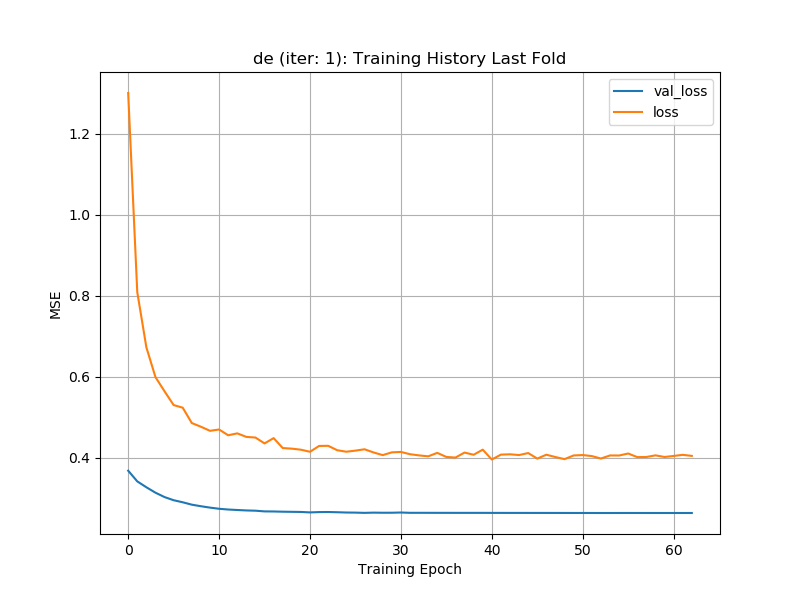 de (iter: 1): Training History Last Fold
val_loss
loss
1.2
1.0
0.8
0.6
0.4
MSE
0
10
20
30
40
50
60
Training Epoch